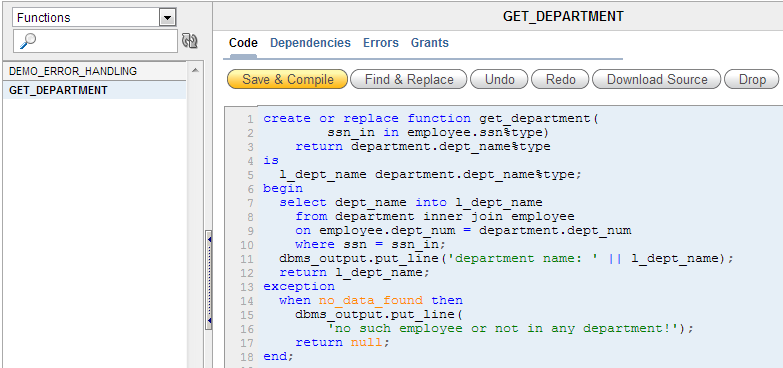 Functions
DEMO_ERROR_HANDLING
GET_DEPARTMENT
GET_DEPARTMENT
Code Dependencies Errors Grants
Save & Compile Find & Replace Undo Redo Download Source Drop
1 create or replace function get_department(
2 ssn_in in employee.ssn%type)
3 return department.dept_name%type
4 is
5 l_dept_name department.dept_name%type;
6 begin
7 select dept_name into l_dept_name
8 from department inner join employee
9 on employee.dept_num = department.dept_num
10 where ssn = ssn_in;
11 dbms_output.put_line('department name: ' || l_dept_name);
12 return l_dept_name;
13 exception
14 when no_data_found then
15 dbms_output.put_line(
16 'no such employee or not in any department!');
17 return null;
18 end;